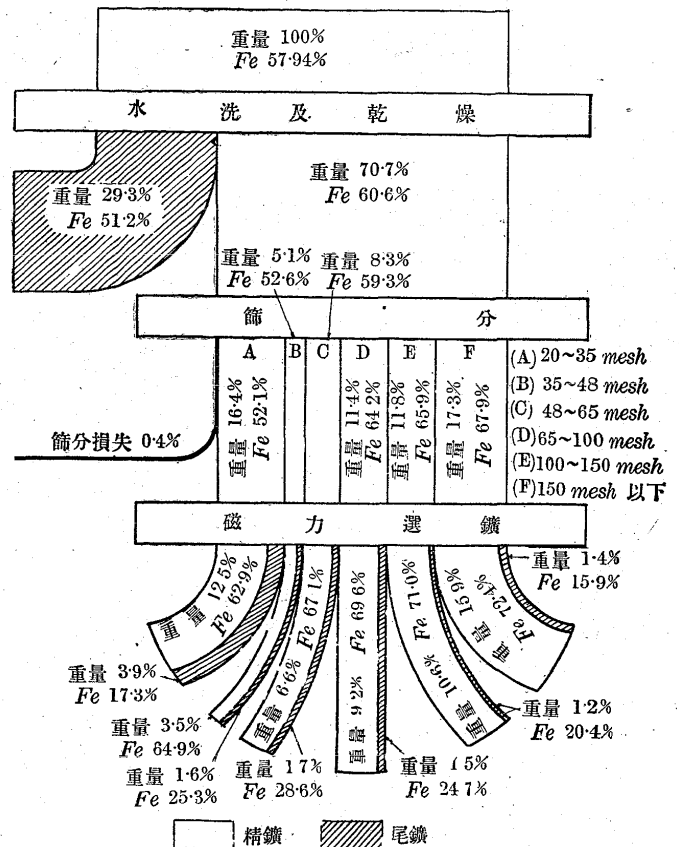 重量 100%
Fe 57·94%
水洗及乾燥
重量 29·3%
Fe 51·2%
重量 70·7%
Fe 60·6%
重量 5·1%
Fe 52·6%
重量 8·3%
Fe 59·3%
篩分
A B C D E F
重量 16·4%
Fe 52·1%
重量 11·4%
Fe 64·2%
重量 11·8%
Fe 65·9%
重量 17·3%
Fe 67·9%
(A) 20~35 mesh
(B) 35~48 mesh
(C) 48~65 mesh
(D) 65~100 mesh
(E) 100~150 mesh
(F) 150 mesh 以下
篩分損失 0·4%
磁力選鑛
重量 12·5%
Fe 62·9%
重量 6·6%
Fe 67·1%
重量 9·2%
Fe 69·6%
重量 10·6%
Fe 71·0%
重量 15·9%
Fe 72·4%
重量 1·4%
Fe 15·9%
重量 3·9%
Fe 17·3%
重量 3·5%
Fe 64·9%
重量 1·6%
Fe 25·3%
重量 1·7%
Fe 28·6%
重量 1·5%
Fe 24·7%
重量 1·2%
Fe 20·4%
精鑛
尾鑛